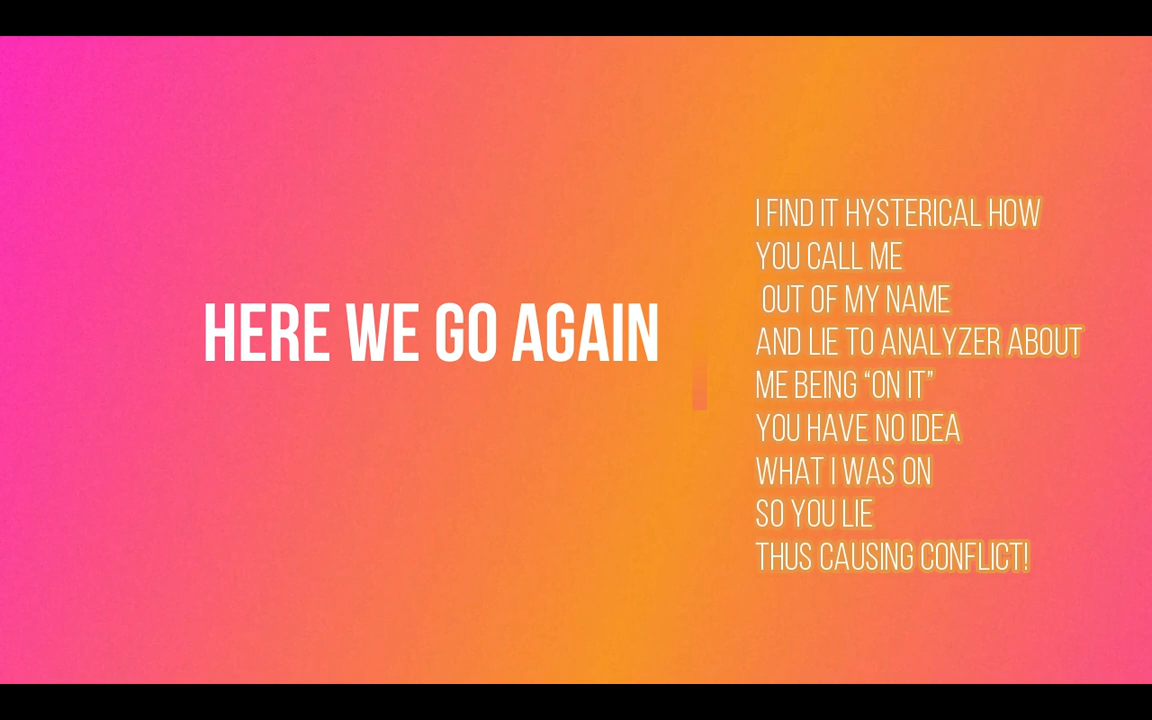 HERE WE GO AGAIN
I FIND IT HYSTERICAL HOW
YOU CALL ME
OUT OF MY NAME
AND LIE TO ANALYZER ABOUT
ME BEING “ON IT”
YOU HAVE NO IDEA
WHAT I WAS ON
SO YOU LIE
THUS CAUSING CONFLICT!